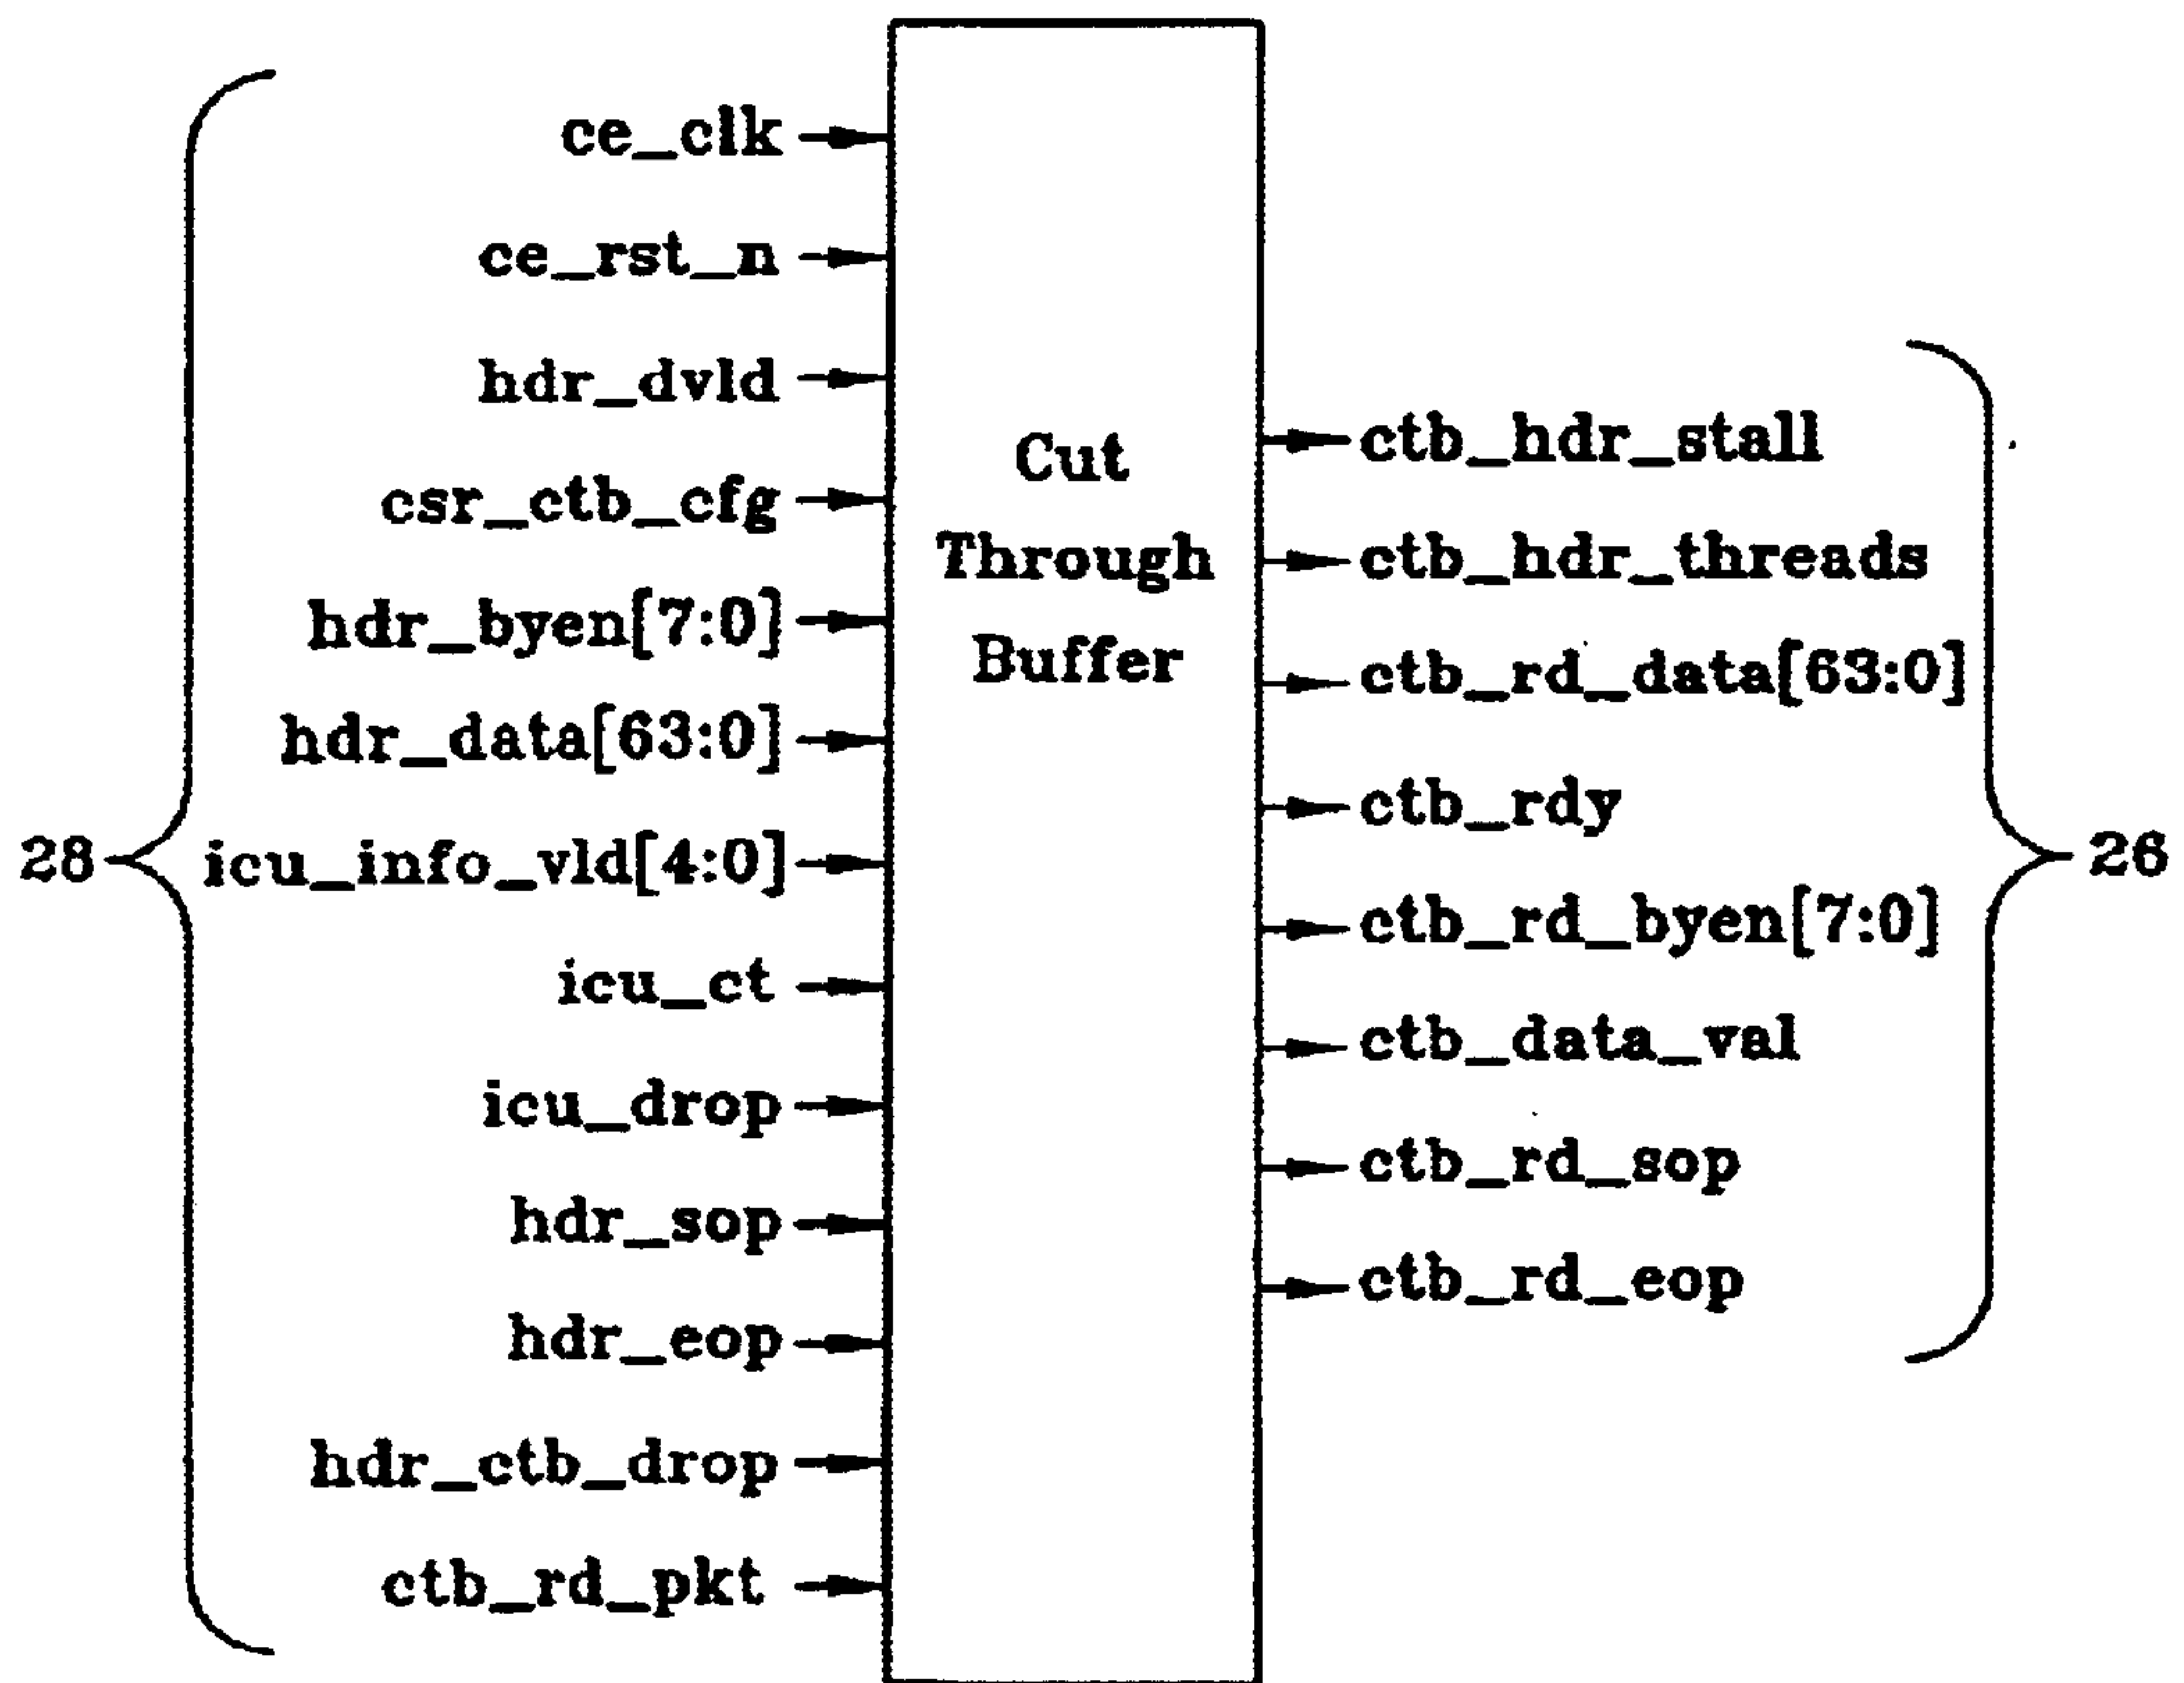 28
ce_clk
ce_rst_n
hdr_dvld
csr_ctb_cfg
hdr_byen[7:0]
hdr_data[63:0]
icu_info_vld[4:0]
icu_ct
icu_drop
hdr_sop
hdr_eop
hdr_ctb_drop
ctb_rd_pkt
Cut
Through
Buffer
ctb_hdr_stall
ctb_hdr_threads
ctb_rd_data[63:0]
ctb_rdy
ctb_rd_byen[7:0]
ctb_data_val
ctb_rd_sop
ctb_rd_eop
26